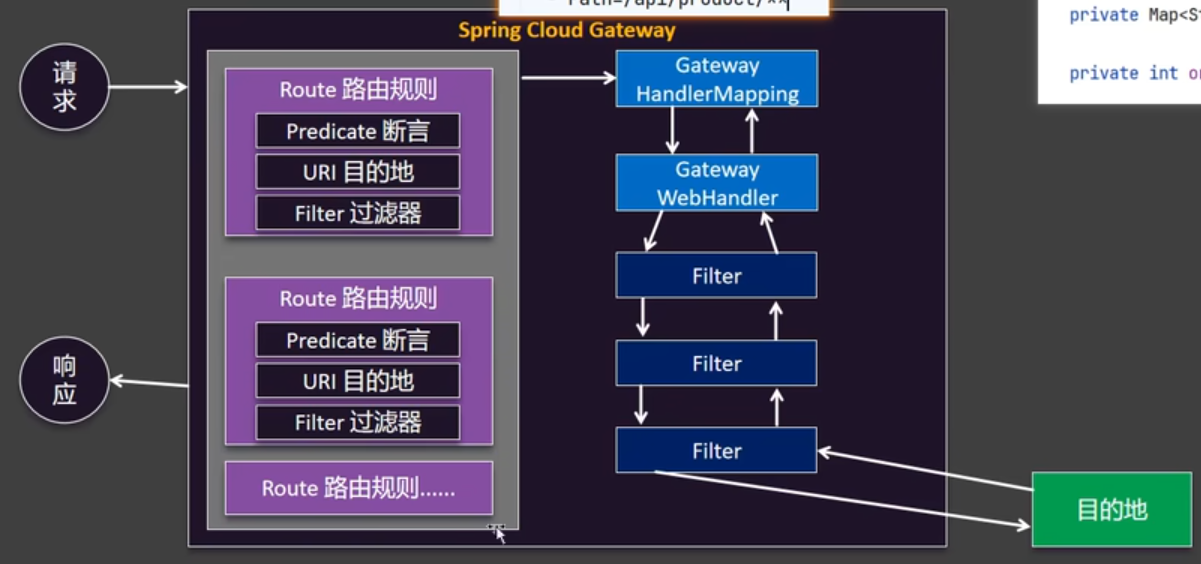 Path=/api/product/**
private Map<S
private int o
Spring Cloud Gateway
请
求
Route 路由规则
Predicate 断言
URI 目的地
Filter 过滤器
Route 路由规则
Predicate 断言
URI 目的地
Filter 过滤器
Route 路由规则......
响
应
Gateway
HandlerMapping
Gateway
WebHandler
Filter
Filter
Filter
目的地